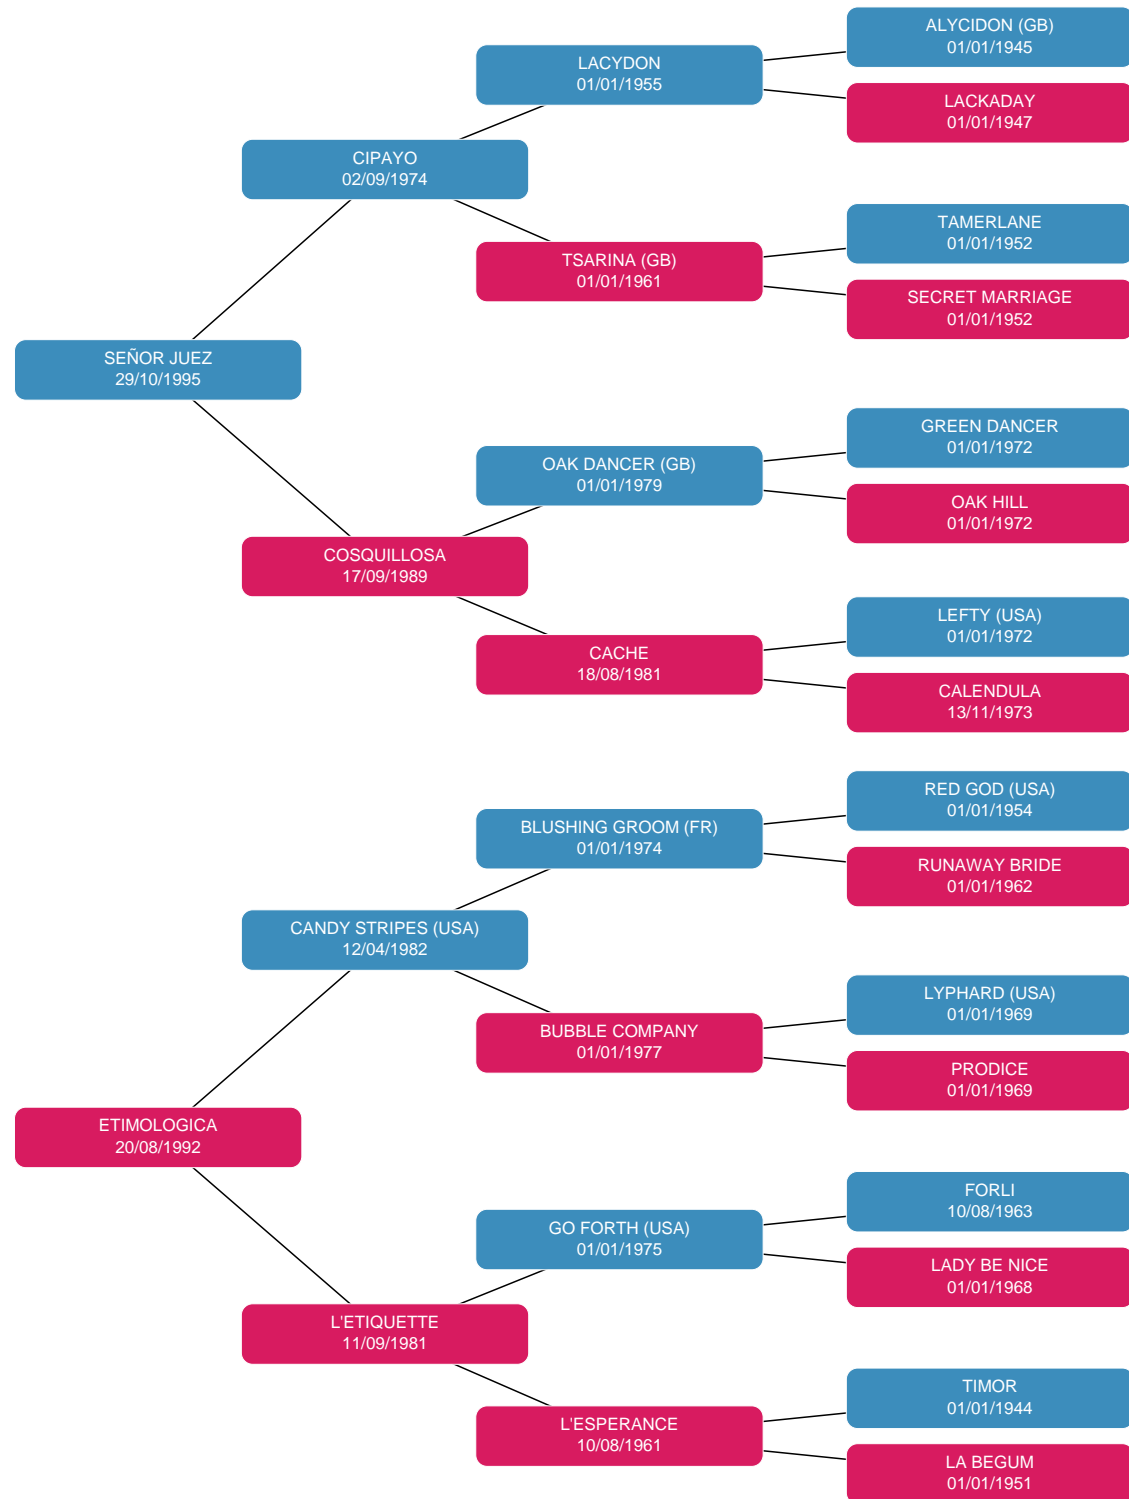 ALYCIDON (GB)
01/01/1945
LACYDON
01/01/1955
LACKADAY
01/01/1947
CIPAYO
02/09/1974
TAMERLANE
01/01/1952
TSARINA (GB)
01/01/1961
SECRET MARRIAGE
01/01/1952
SEÑOR JUEZ
29/10/1995
GREEN DANCER
01/01/1972
OAK DANCER (GB)
01/01/1979
OAK HILL
01/01/1972
COSQUILLOSA
17/09/1989
LEFTY (USA)
01/01/1972
CACHE
18/08/1981
CALENDULA
13/11/1973
RED GOD (USA)
01/01/1954
BLUSHING GROOM (FR)
01/01/1974
RUNAWAY BRIDE
01/01/1962
CANDY STRIPES (USA)
12/04/1982
LYPHARD (USA)
01/01/1969
BUBBLE COMPANY
01/01/1977
PRODICE
01/01/1969
ETIMOLOGICA
20/08/1992
FORLI
10/08/1963
GO FORTH (USA)
01/01/1975
LADY BE NICE
01/01/1968
L'ETIQUETTE
11/09/1981
TIMOR
01/01/1944
L'ESPERANCE
10/08/1961
LA BEGUM
01/01/1951